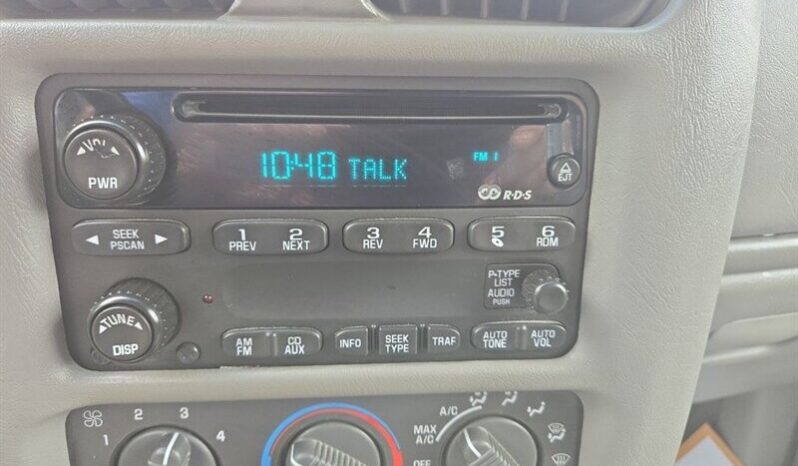 VOL
PWR
10:48 TALK
FM 1
EJT
R·D·S
SEEK
PSCAN
1 2
PREV NEXT
3 4
REV FWD
5 6
RDM
P-TYPE
LIST
AUDIO
PUSH
TUNE
DISP
AM
FM
CD
AUX
INFO
SEEK
TYPE
TRAF
AUTO
TONE
AUTO
VOL
1 2 3 4
A/C
MAX
A/C
OFF